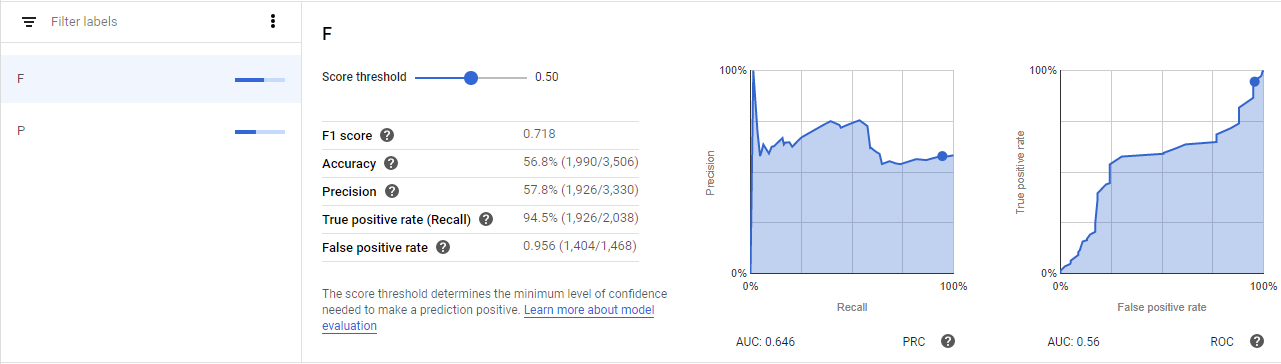 Filter labels
F
P
F
Score threshold 0.50
F1 score 0.718
Accuracy 56.8% (1,990/3,506)
Precision 57.8% (1,926/3,330)
True positive rate (Recall) 94.5% (1,926/2,038)
False positive rate 0.956 (1,404/1,468)
The score threshold determines the minimum level of confidence
needed to make a prediction positive. Learn more about model
evaluation
100%
Precision
0%
0% 100%
Recall
AUC: 0.646 PRC
100%
True positive rate
0%
0% 100%
False positive rate
AUC: 0.56 ROC